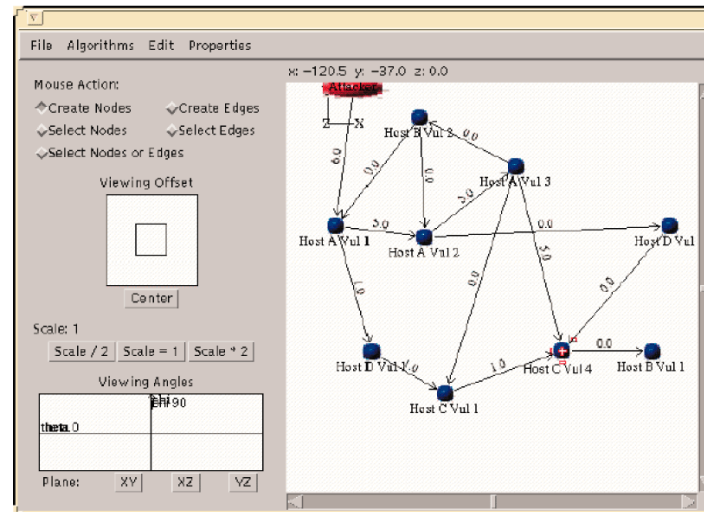 File Algorithms Edit Properties
x: −120.5 y: −37.0 z: 0.0
Mouse Action:
Create Nodes Create Edges
Select Nodes Select Edges
Select Nodes or Edges
Viewing Offset
Center
Scale: 1
Scale / 2 Scale = 1 Scale * 2
Viewing Angles
phi 90
theta 0
Plane: XY XZ YZ
Attackers
Z X
Host B Vul 2
0.0
Host A Vul 3
0.0
0.0
5.0
Host A Vul 1
5.0
Host A Vul 2
0.0
Host D Vul
5.0
0.0
0.0
1.0
Host D Vul 1
1.0
Host C Vul 1
1.0
Host C Vul 4
0.0
Host B Vul 1